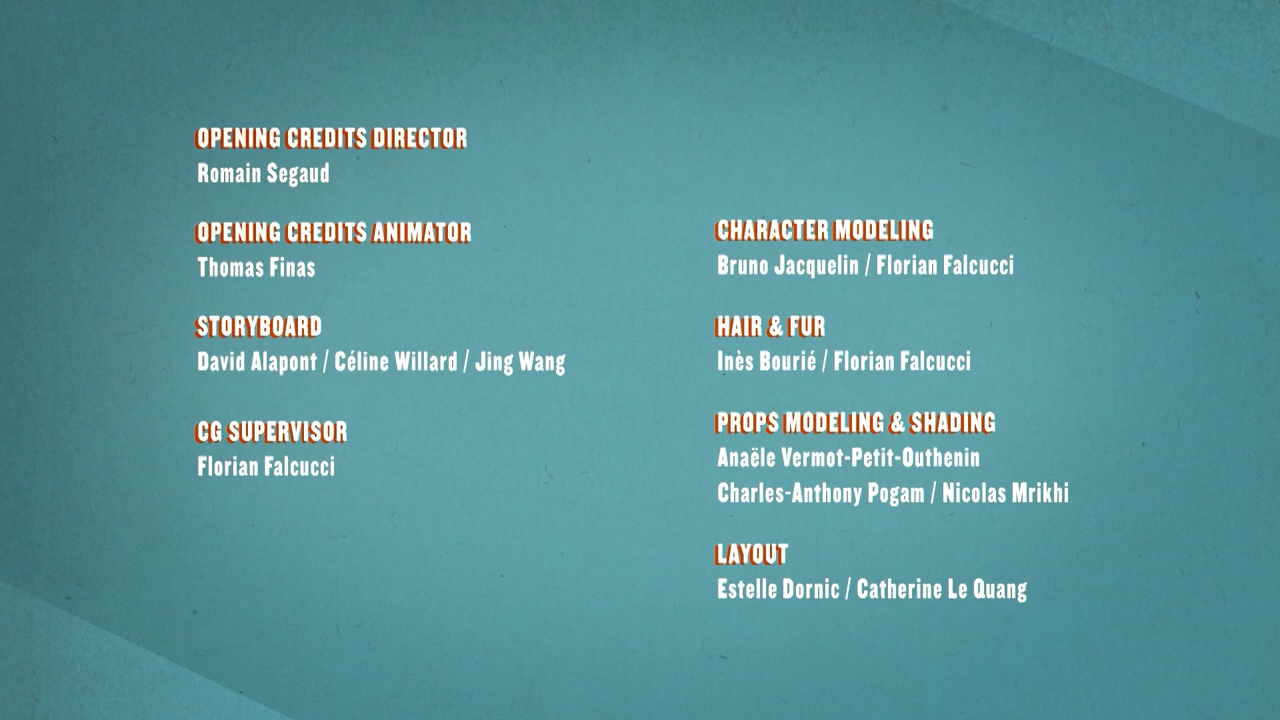 OPENING CREDITS DIRECTOR
Romain Segaud
OPENING CREDITS ANIMATOR
Thomas Finas
STORYBOARD
David Alapont / Céline Willard / Jing Wang
CG SUPERVISOR
Florian Falcucci
CHARACTER MODELING
Bruno Jacquelin / Florian Falcucci
HAIR & FUR
Inès Bourié / Florian Falcucci
PROPS MODELING & SHADING
Anaële Vermot-Petit-Outhenin
Charles-Anthony Pogam / Nicolas Mrikhi
LAYOUT
Estelle Dornic / Catherine Le Quang